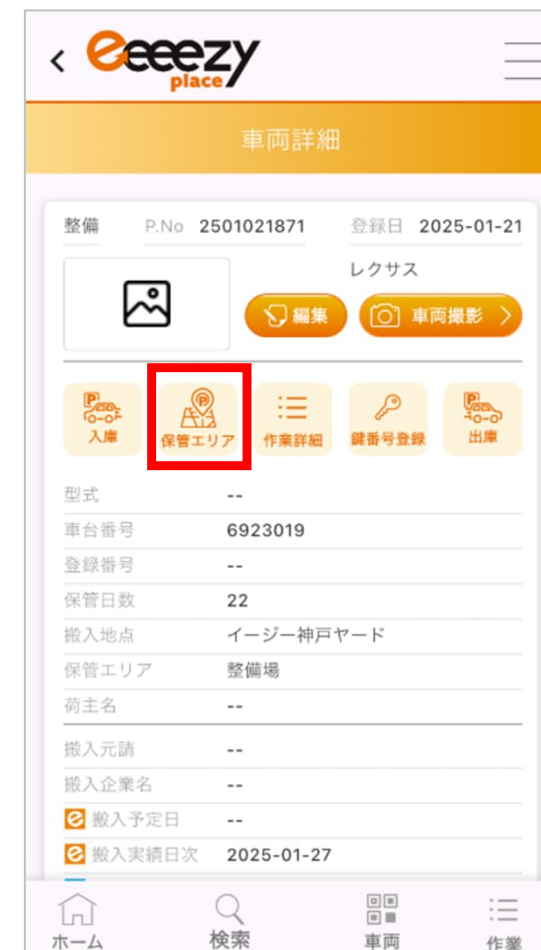 eeeezy
place
車両詳細
整備 P.No 2501021871 登録日 2025-01-21
レクサス
編集 車両撮影
P P P
入庫 保管エリア 作業詳細 鍵番号登録 出庫
型式 --
車台番号 6923019
登録番号 --
保管日数 22
搬入地点 イージー神戸ヤード
保管エリア 整備場
荷主名 --
搬入元請 --
搬入企業名 --
e 搬入予定日 --
e 搬入実績日次 2025-01-27
ホーム 検索 車両 作業